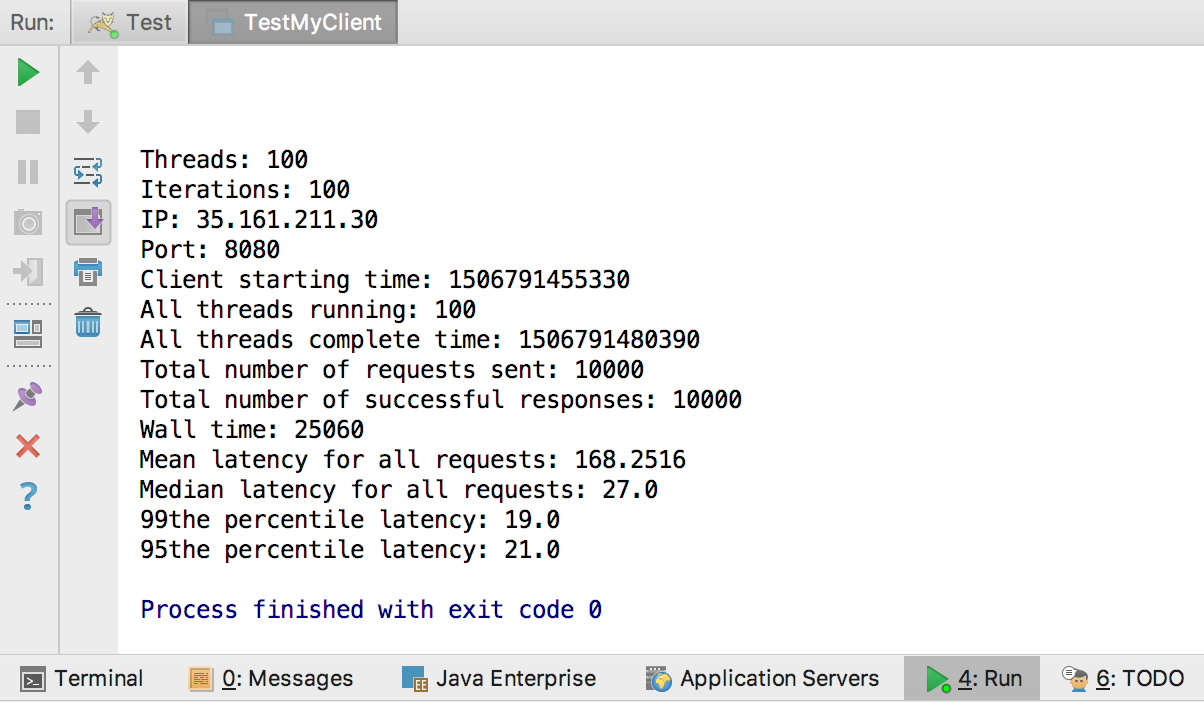 Run: Test TestMyClient
Threads: 100
Iterations: 100
IP: 35.161.211.30
Port: 8080
Client starting time: 1506791455330
All threads running: 100
All threads complete time: 1506791480390
Total number of requests sent: 10000
Total number of successful responses: 10000
Wall time: 25060
Mean latency for all requests: 168.2516
Median latency for all requests: 27.0
99the percentile latency: 19.0
95the percentile latency: 21.0
Process finished with exit code 0
Terminal 0: Messages Java Enterprise Application Servers 4: Run 6: TODO